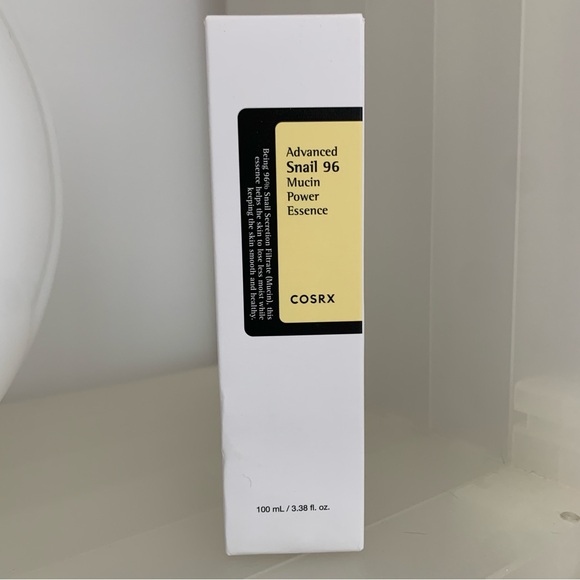 Advanced
Snail 96
Mucin
Power
Essence
COSRX
Being 96% Snail Secretion Filtrate (Mucin), this
essence helps the skin to lose less moist while
keeping the skin smooth and healthy.
100 mL / 3.38 fl. oz.